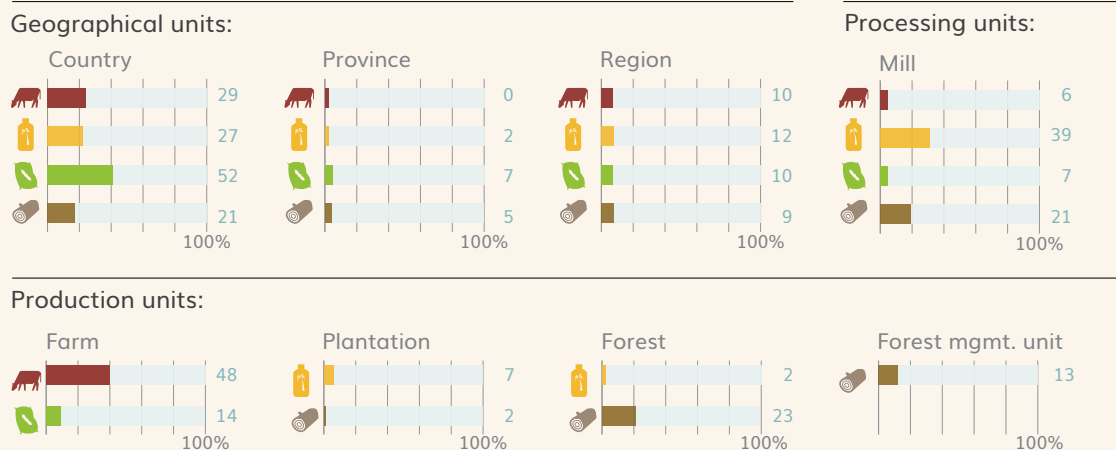 Geographical units:
Processing units:
Country
Province
Region
Mill
29
0
10
6
27
2
12
39
52
7
10
7
21
5
9
21
100%
100%
100%
100%
Production units:
Farm
Plantation
Forest
Forest mgmt. unit
48
7
2
13
14
2
23
100%
100%
100%
100%